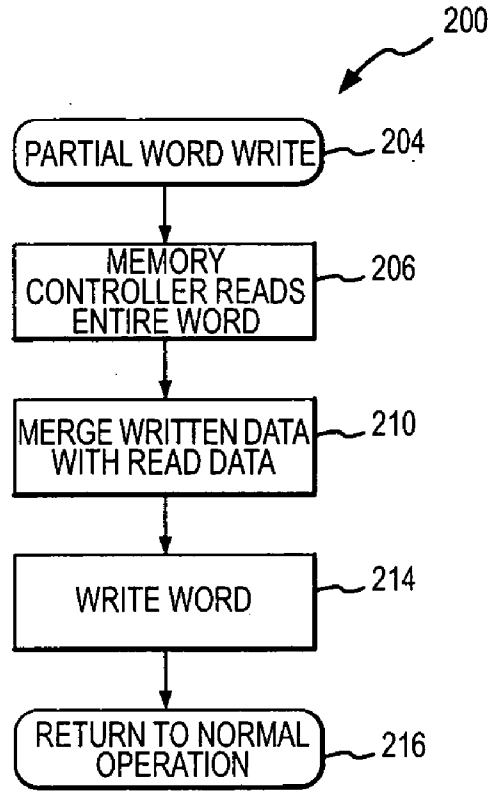 200
PARTIAL WORD WRITE 204
MEMORY
CONTROLLER READS
ENTIRE WORD
206
MERGE WRITTEN DATA
WITH READ DATA
210
WRITE WORD
214
RETURN TO NORMAL
OPERATION
216